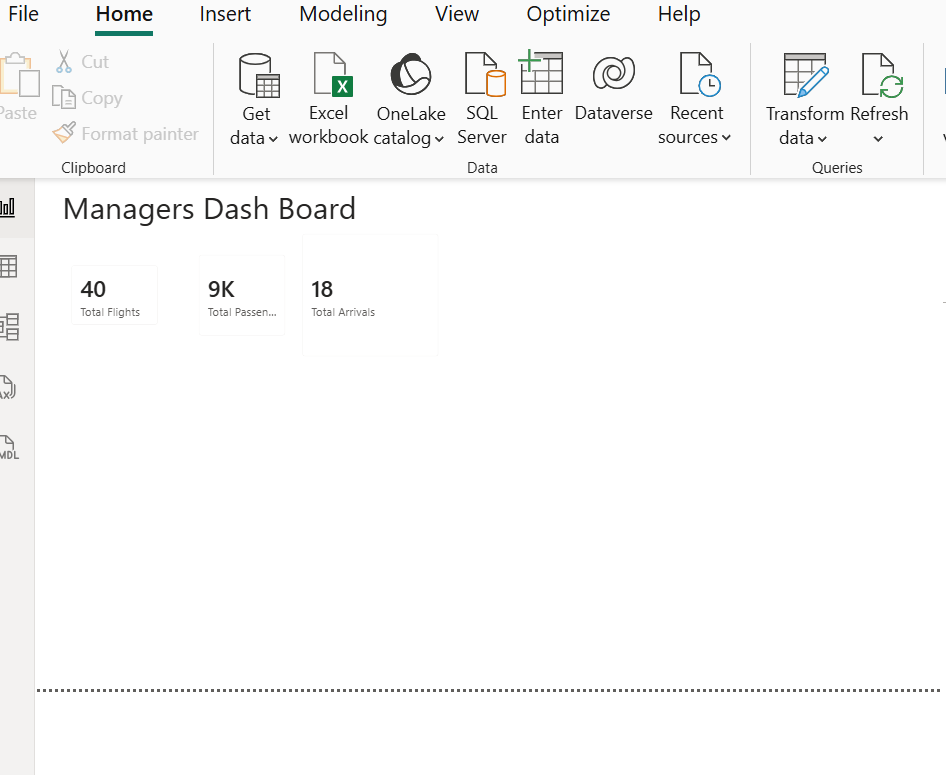 File Home Insert Modeling View Optimize Help
Paste
Cut
Copy
Format painter
Clipboard
Get
data
Excel
workbook
OneLake
catalog
SQL
Server
Enter
data
Dataverse
Recent
sources
Data
Transform
data
Refresh
Queries
Managers Dash Board
40
Total Flights
9K
Total Passen...
18
Total Arrivals